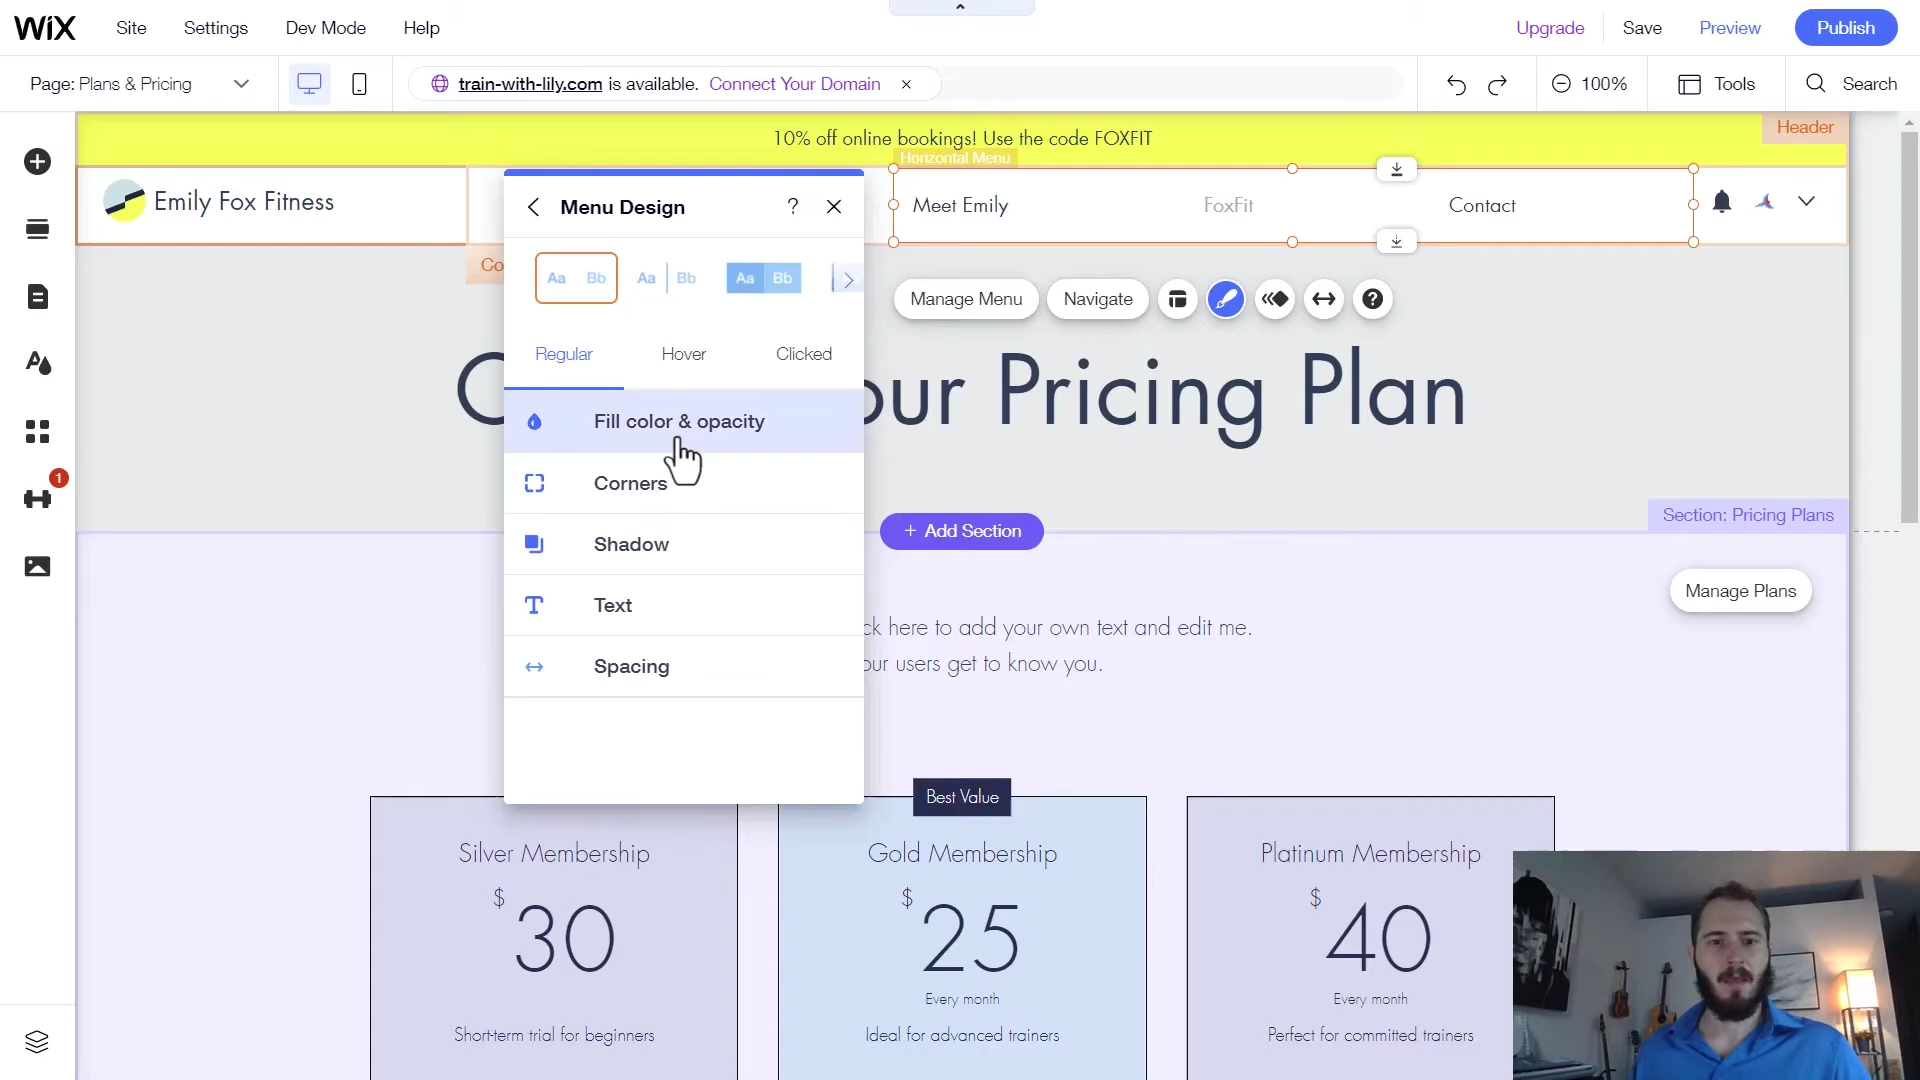 WiX Site Settings Dev Mode Help Upgrade Save Preview Publish
Page: Plans & Pricing train-with-lily.com is available. Connect Your Domain 100% Tools Search
10% off online bookings! Use the code FOXFIT
Header
Horizontal Menu
Emily Fox Fitness
Meet Emily FoxFit Contact
Menu Design ?
Co
Aa Bb Aa Bb Aa Bb
Manage Menu Navigate ?
Regular Hover Clicked
C our Pricing Plan
Fill color & opacity
Corners
Shadow
Text
Spacing
1
Section: Pricing Plans
+ Add Section
Manage Plans
ck here to add your own text and edit me.
our users get to know you.
Best Value
Silver Membership
$ 30
Short-term trial for beginners
Gold Membership
$ 25
Every month
Ideal for advanced trainers
Platinum Membership
$ 40
Every month
Perfect for committed trainers